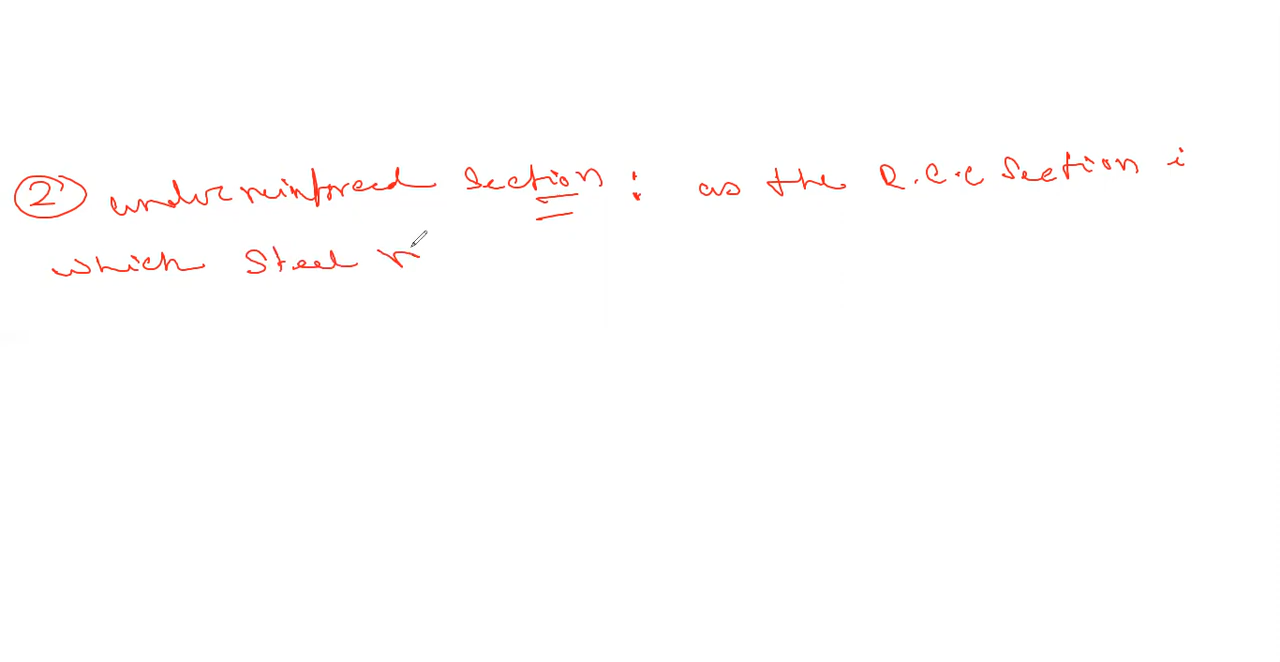 ② underreinforced section : as the R.C.C Section i
which Steel r